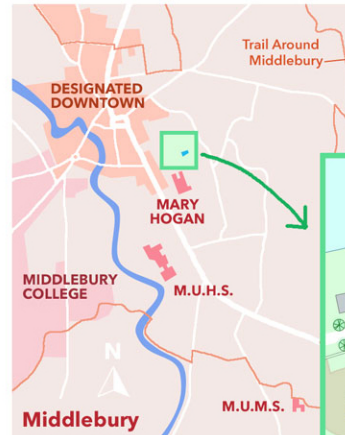 Trail Around
Middlebury
DESIGNATED
DOWNTOWN
MARY
HOGAN
MIDDLEBURY
COLLEGE
M.U.H.S.
N
M.U.M.S.
Middlebury